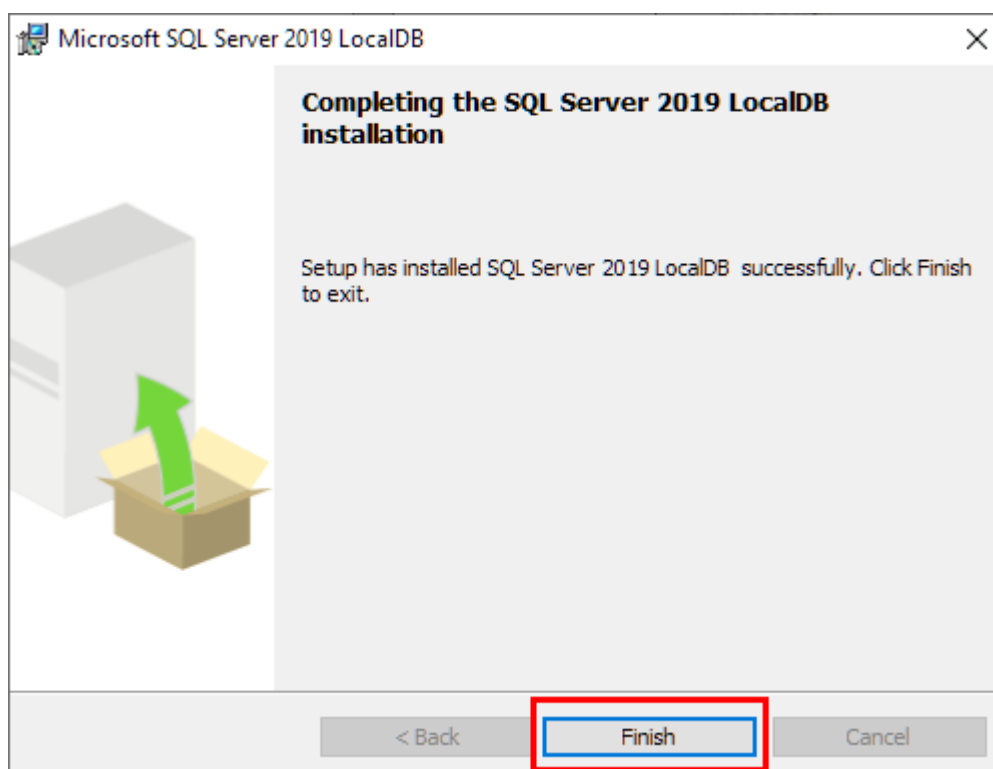 Microsoft SQL Server 2019 LocalDB
Completing the SQL Server 2019 LocalDB
installation
Setup has installed SQL Server 2019 LocalDB  successfully. Click Finish
to exit.
< Back
Finish
Cancel